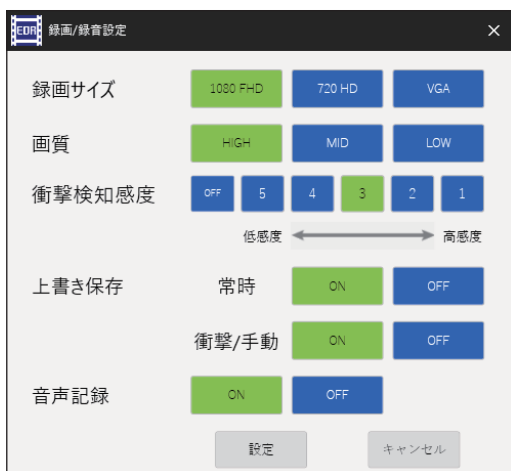 EDR 録画/録音設定 ×
録画サイズ 1080 FHD 720 HD VGA
画質 HIGH MID LOW
衝撃検知感度 OFF 5 4 3 2 1
低感度 高感度
上書き保存 常時 ON OFF
衝撃/手動 ON OFF
音声記録 ON OFF
設定 キャンセル